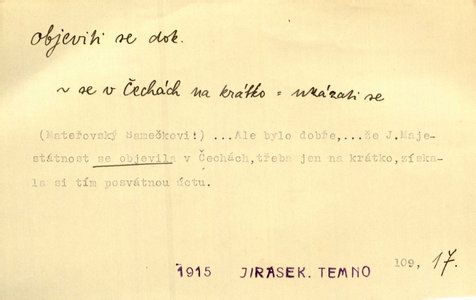 objeviti se dok.
~ se v Čechách na krátko = ukázati se
(Mateřovský Samečkovi!) ...Ale bylo dobře,...že J.Maje-
státnost se objevila v Čechách,třeba jen na krátko,získa-
la si tím posvátnou úctu.
109, 17.
1915 JIRASEK. TEMNO